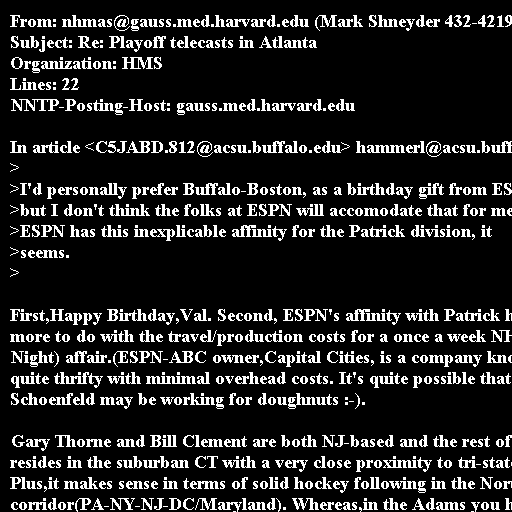 From: nhmas@gauss.med.harvard.edu (Mark Shneyder 432-4219
Subject: Re: Playoff telecasts in Atlanta
Organization: HMS
Lines: 22
NNTP-Posting-Host: gauss.med.harvard.edu
In article <C5JABD.812@acsu.buffalo.edu> hammerl@acsu.buff
>
>I'd personally prefer Buffalo-Boston, as a birthday gift from ES
>but I don't think the folks at ESPN will accomodate that for me
>ESPN has this inexplicable affinity for the Patrick division, it
>seems.
>
First,Happy Birthday,Val. Second, ESPN's affinity with Patrick h
more to do with the travel/production costs for a once a week NH
Night) affair.(ESPN-ABC owner,Capital Cities, is a company kno
quite thrifty with minimal overhead costs. It's quite possible that
Schoenfeld may be working for doughnuts :-).
Gary Thorne and Bill Clement are both NJ-based and the rest of
resides in the suburban CT with a very close proximity to tri-stat
Plus,it makes sense in terms of solid hockey following in the Nor
corridor(PA-NY-NJ-DC/Maryland). Whereas,in the Adams you h